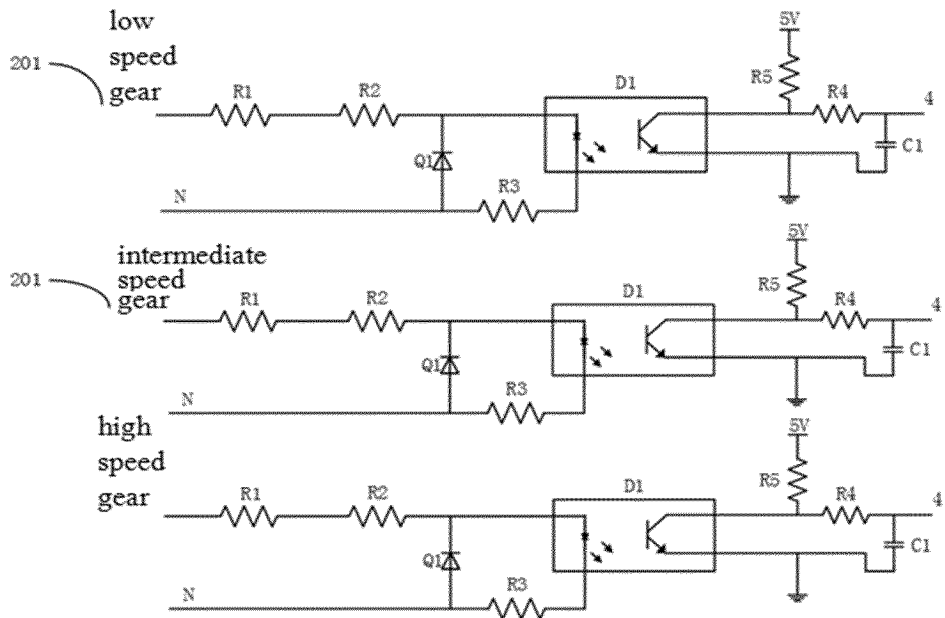 low
speed
gear
201
R1
R2
Q1
N
R3
D1
5V
R5
R4
4
C1
intermediate
speed
gear
201
R1
R2
Q1
N
R3
D1
5V
R5
R4
4
C1
high
speed
gear
R1
R2
Q1
N
R3
D1
5V
R5
R4
4
C1